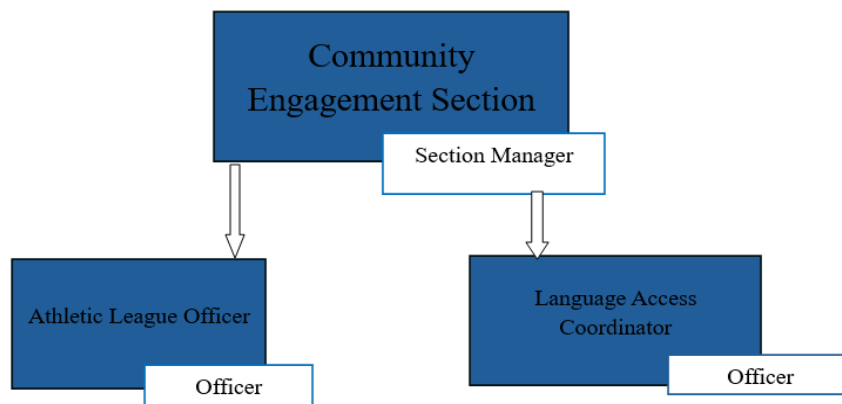 Community
Engagement Section
Section Manager
Athletic League Officer
Officer
Language Access
Coordinator
Officer